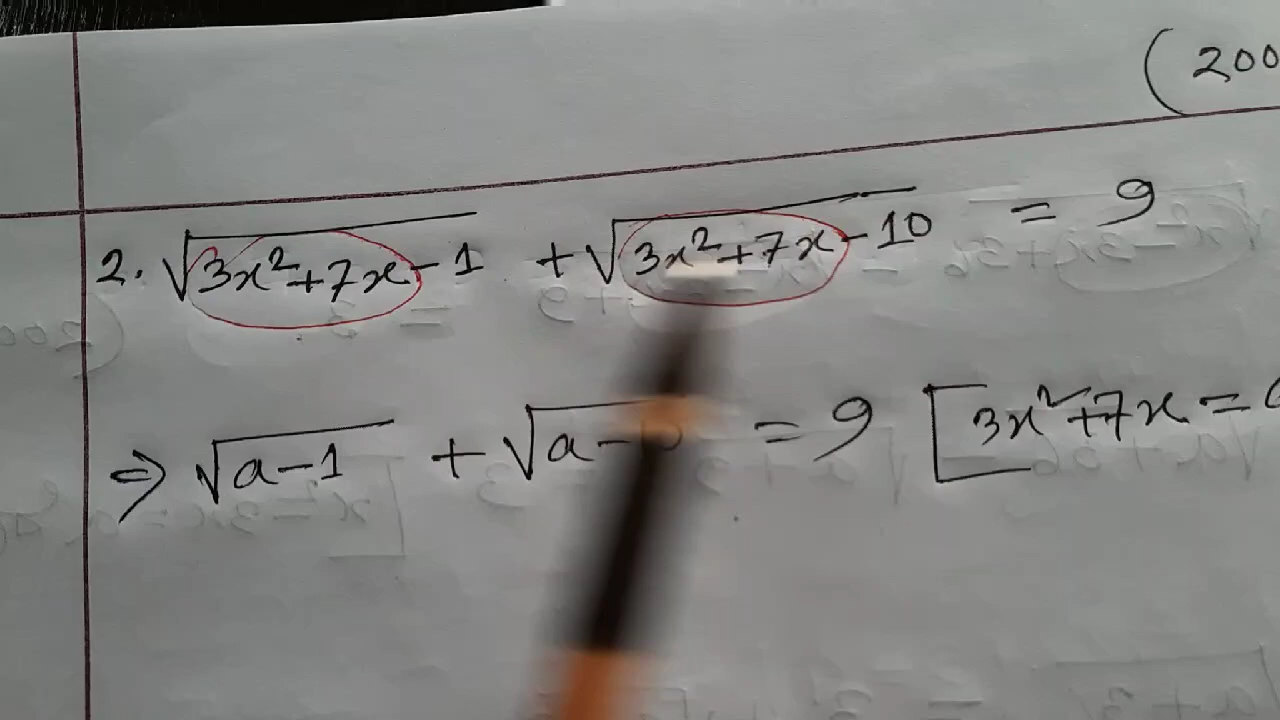 (200
2. √3x²+7x-1 + √3x²+7x-10 = 9
⇒ √a-1 + √a- = 9 [3x²+7x =